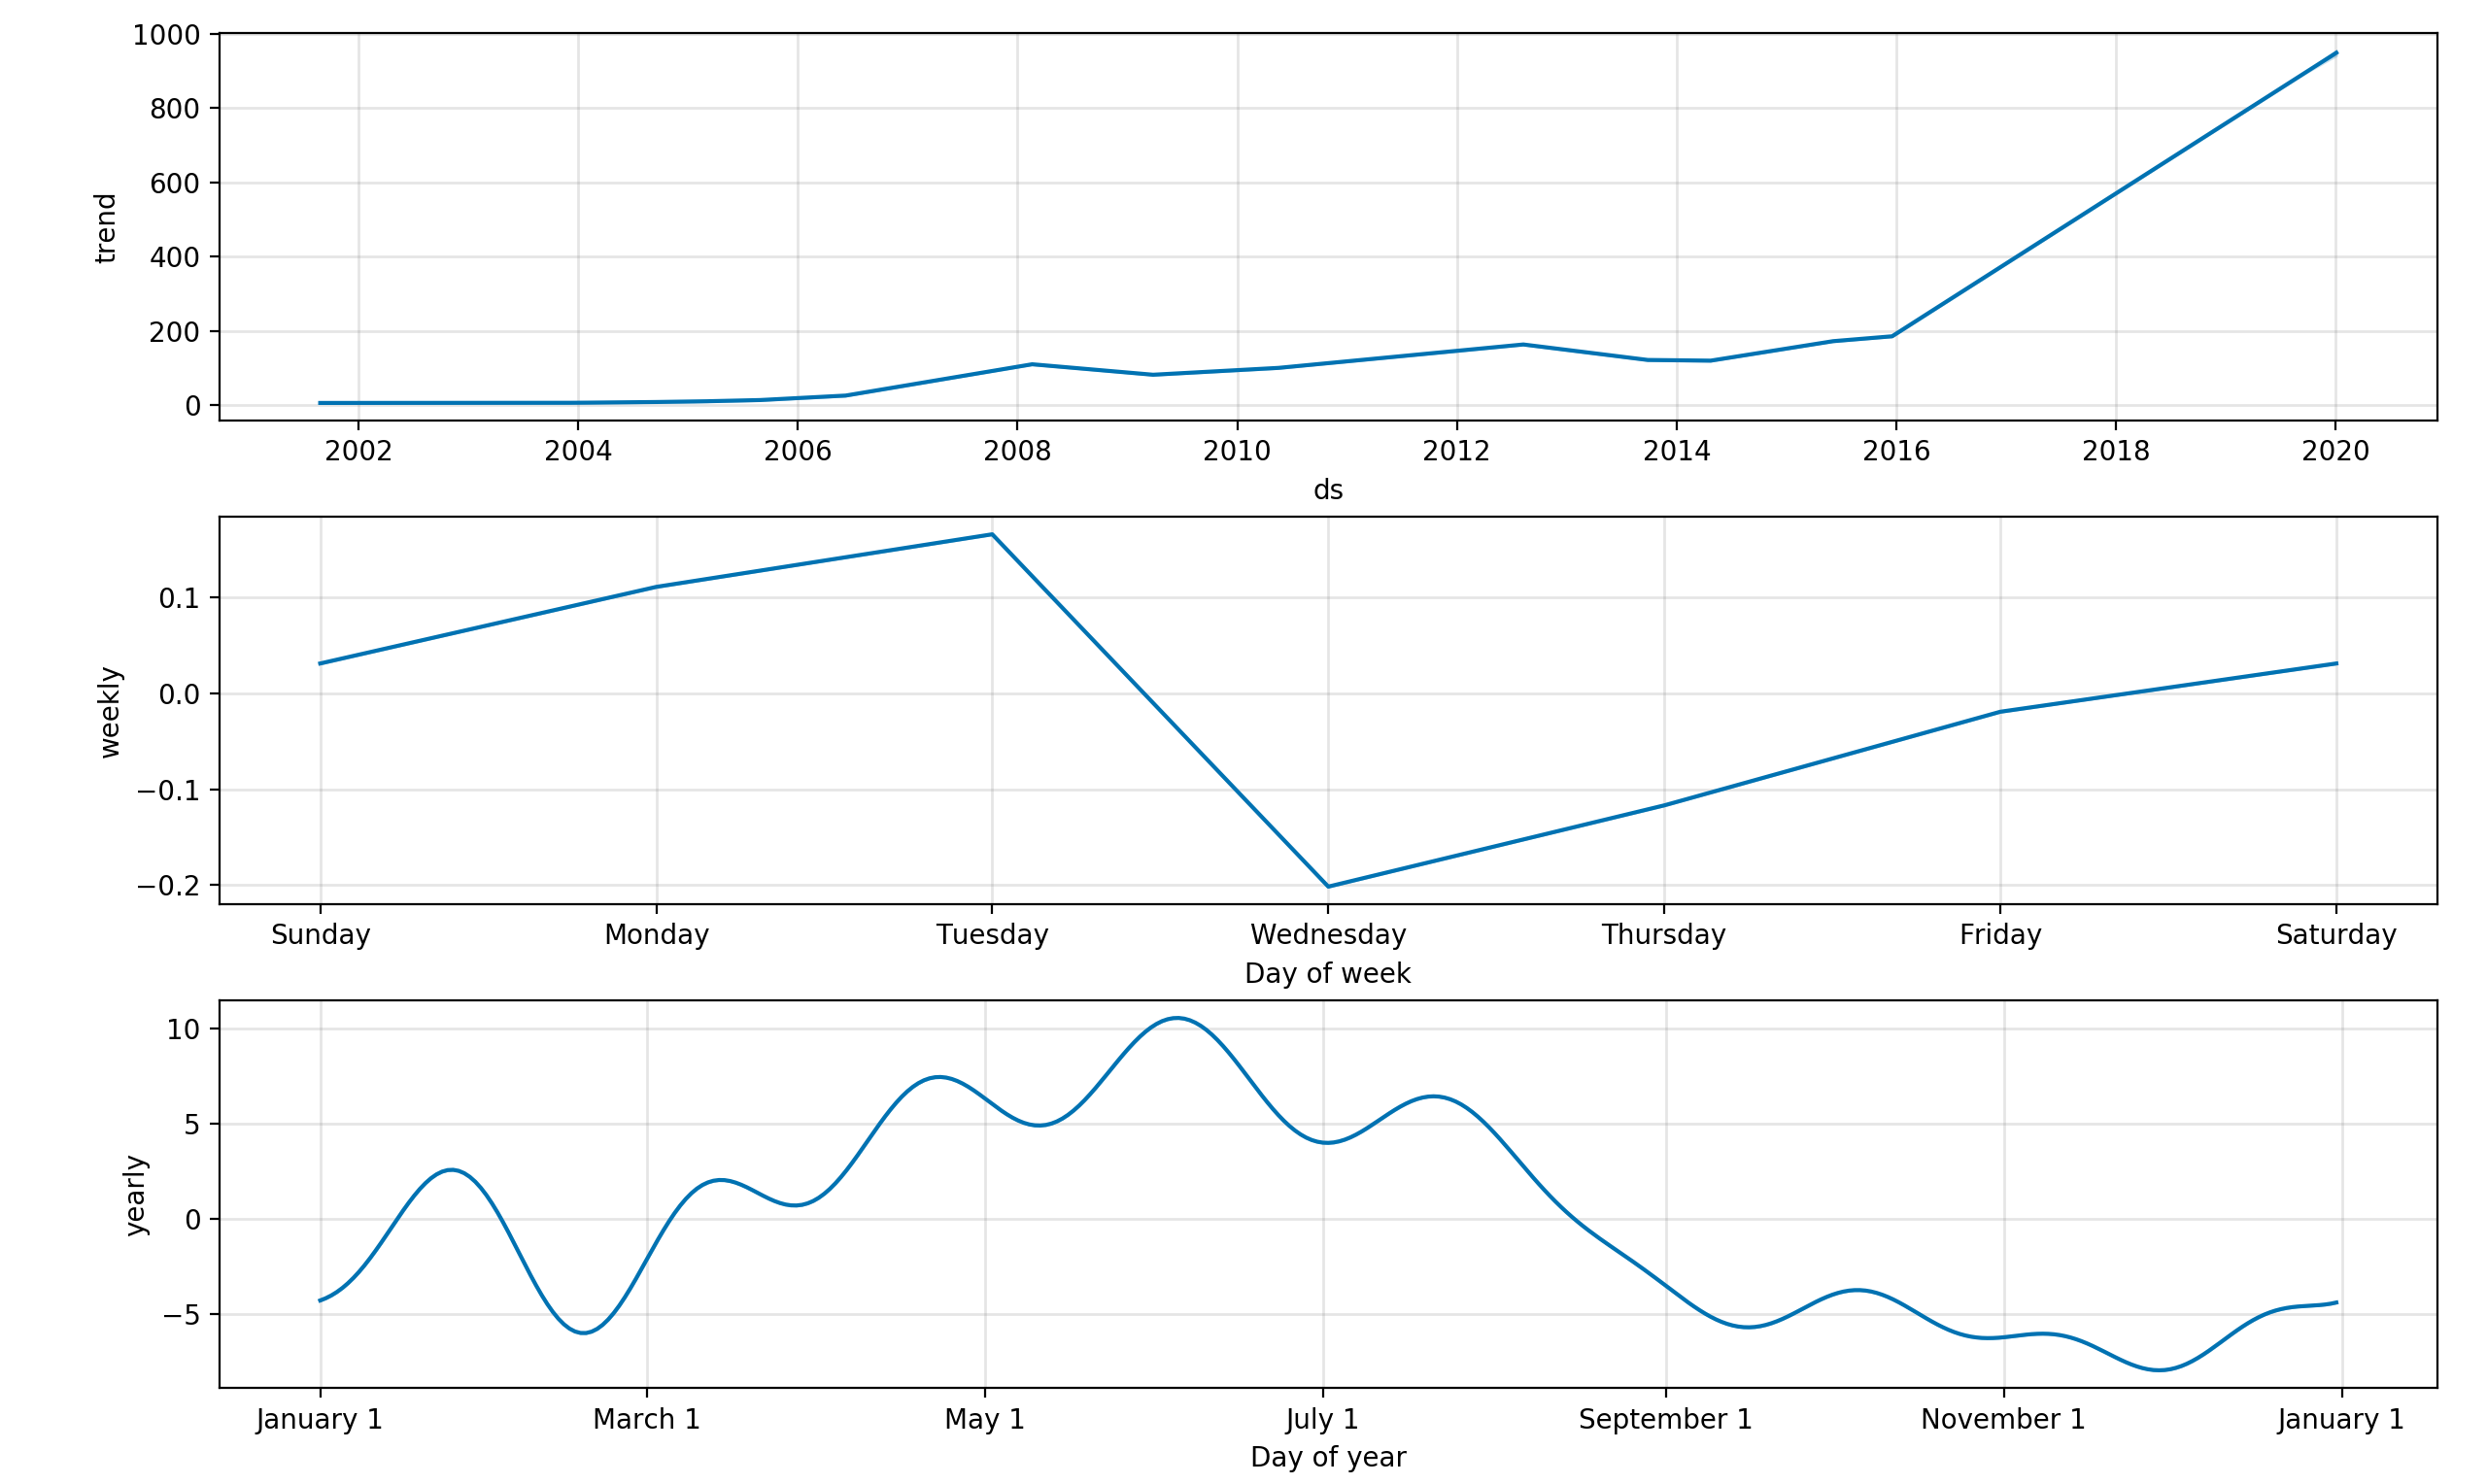 1000
800
600
400
200
0
trend
2002 2004 2006 2008 2010 2012 2014 2016 2018 2020
ds
0.1
0.0
−0.1
−0.2
weekly
Sunday Monday Tuesday Wednesday Thursday Friday Saturday
Day of week
10
5
0
−5
yearly
January 1 March 1 May 1 July 1 September 1 November 1 January 1
Day of year